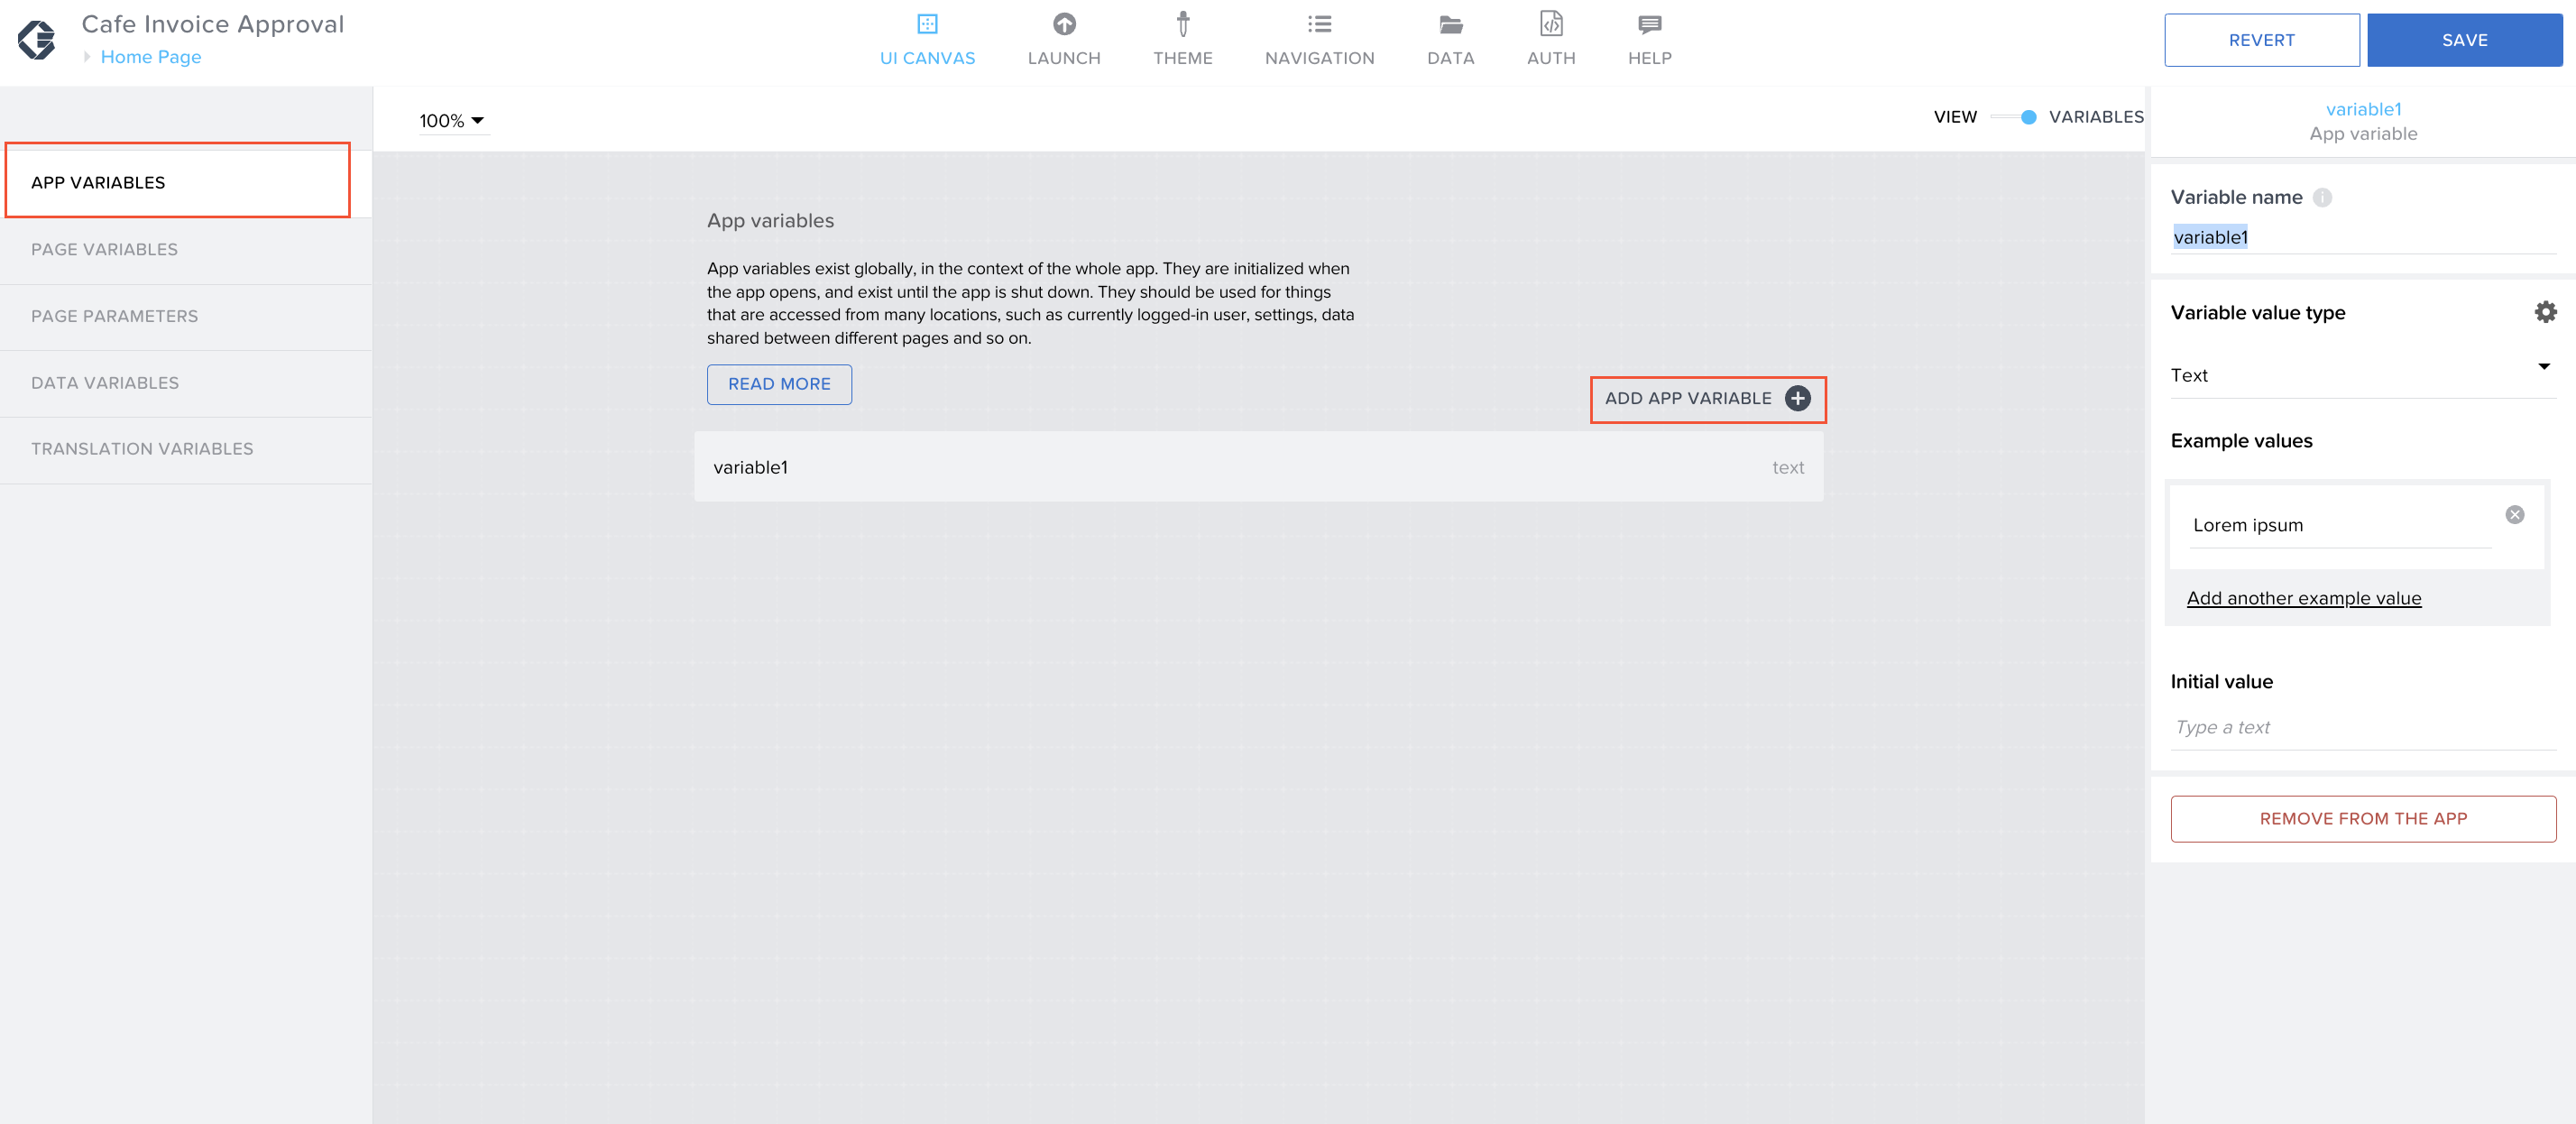 Cafe Invoice Approval
Home Page
UI CANVAS
LAUNCH
THEME
NAVIGATION
DATA
AUTH
HELP
REVERT
SAVE
100%
VIEW
VARIABLES
APP VARIABLES
PAGE VARIABLES
PAGE PARAMETERS
DATA VARIABLES
TRANSLATION VARIABLES
App variables
App variables exist globally, in the context of the whole app. They are initialized when
the app opens, and exist until the app is shut down. They should be used for things
that are accessed from many locations, such as currently logged-in user, settings, data
shared between different pages and so on.
READ MORE
ADD APP VARIABLE
variable1
text
variable1
App variable
Variable name
variable1
Variable value type
Text
Example values
Lorem ipsum
Add another example value
Initial value
Type a text
REMOVE FROM THE APP